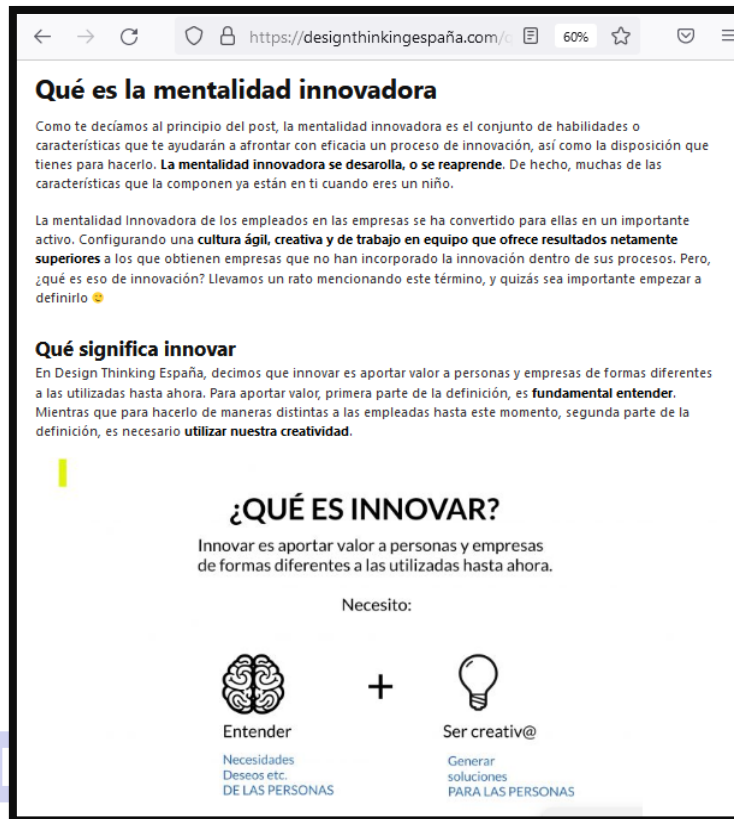 https://designthinkingespaña.com/
60%
Qué es la mentalidad innovadora
Como te decíamos al principio del post, la mentalidad innovadora es el conjunto de habilidades o
características que te ayudarán a afrontar con eficacia un proceso de innovación, así como la disposición que
tienes para hacerlo. La mentalidad innovadora se desarolla, o se reaprende. De hecho, muchas de las
características que la componen ya están en ti cuando eres un niño.
La mentalidad Innovadora de los empleados en las empresas se ha convertido para ellas en un importante
activo. Configurando una cultura ágil, creativa y de trabajo en equipo que ofrece resultados netamente
superiores a los que obtienen empresas que no han incorporado la innovación dentro de sus procesos. Pero,
¿qué es eso de innovación? Llevamos un rato mencionando este término, y quizás sea importante empezar a
definirlo
Qué significa innovar
En Design Thinking España, decimos que innovar es aportar valor a personas y empresas de formas diferentes
a las utilizadas hasta ahora. Para aportar valor, primera parte de la definición, es fundamental entender.
Mientras que para hacerlo de maneras distintas a las empleadas hasta este momento, segunda parte de la
definición, es necesario utilizar nuestra creatividad.
¿QUÉ ES INNOVAR?
Innovar es aportar valor a personas y empresas
de formas diferentes a las utilizadas hasta ahora.
Necesito:
+
Entender
Necesidades
Deseos etc.
DE LAS PERSONAS
Ser creativ@
Generar
soluciones
PARA LAS PERSONAS